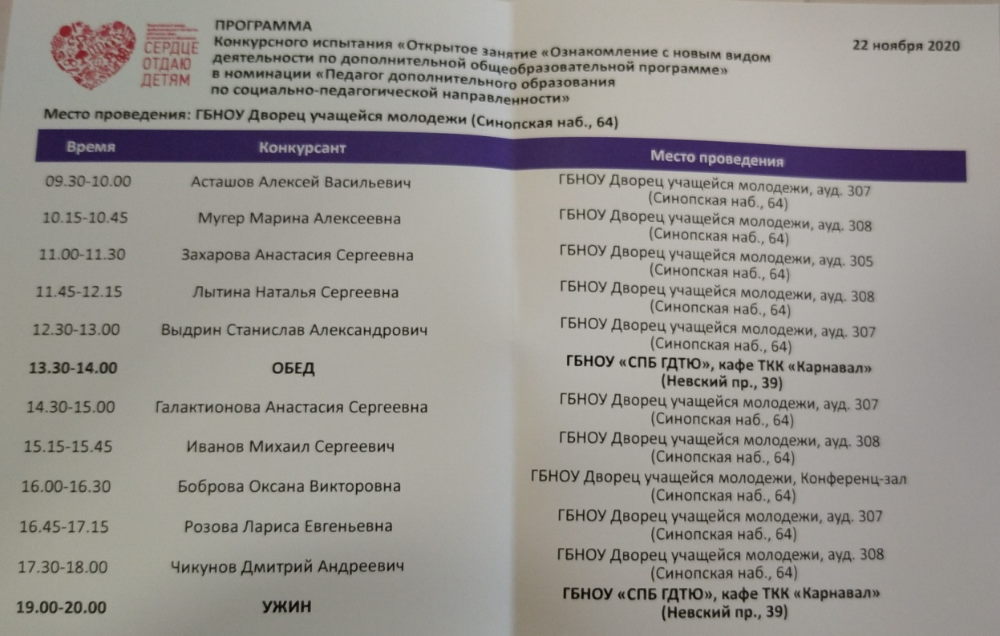 ПРОГРАММА
Конкурсного испытания «Открытое занятие «Ознакомление с новым видом
деятельности по дополнительной общеобразовательной программе»
в номинации «Педагог дополнительного образования
по социально-педагогической направленности»
22 ноября 2020
СЕРДЦЕ
ОТДАЮ
ДЕТЯМ
Место проведения: ГБНОУ Дворец учащейся молодежи (Синопская наб., 64)
Время Конкурсант Место проведения
09.30-10.00 Асташов Алексей Васильевич ГБНОУ Дворец учащейся молодежи, ауд. 307
(Синопская наб., 64)
10.15-10.45 Мугер Марина Алексеевна ГБНОУ Дворец учащейся молодежи, ауд. 308
(Синопская наб., 64)
11.00-11.30 Захарова Анастасия Сергеевна ГБНОУ Дворец учащейся молодежи, ауд. 305
(Синопская наб., 64)
11.45-12.15 Лытина Наталья Сергеевна ГБНОУ Дворец учащейся молодежи, ауд. 308
(Синопская наб., 64)
12.30-13.00 Выдрин Станислав Александрович ГБНОУ Дворец учащейся молодежи, ауд. 307
(Синопская наб., 64)
13.30-14.00 ОБЕД ГБНОУ «СПБ ГДТЮ», кафе ТКК «Карнавал»
(Невский пр., 39)
14.30-15.00 Галактионова Анастасия Сергеевна ГБНОУ Дворец учащейся молодежи, ауд. 307
(Синопская наб., 64)
15.15-15.45 Иванов Михаил Сергеевич ГБНОУ Дворец учащейся молодежи, ауд. 308
(Синопская наб., 64)
16.00-16.30 Боброва Оксана Викторовна ГБНОУ Дворец учащейся молодежи, Конференц-зал
(Синопская наб., 64)
16.45-17.15 Розова Лариса Евгеньевна ГБНОУ Дворец учащейся молодежи, ауд. 307
(Синопская наб., 64)
17.30-18.00 Чикунов Дмитрий Андреевич ГБНОУ Дворец учащейся молодежи, ауд. 308
(Синопская наб., 64)
19.00-20.00 УЖИН ГБНОУ «СПБ ГДТЮ», кафе ТКК «Карнавал»
(Невский пр., 39)